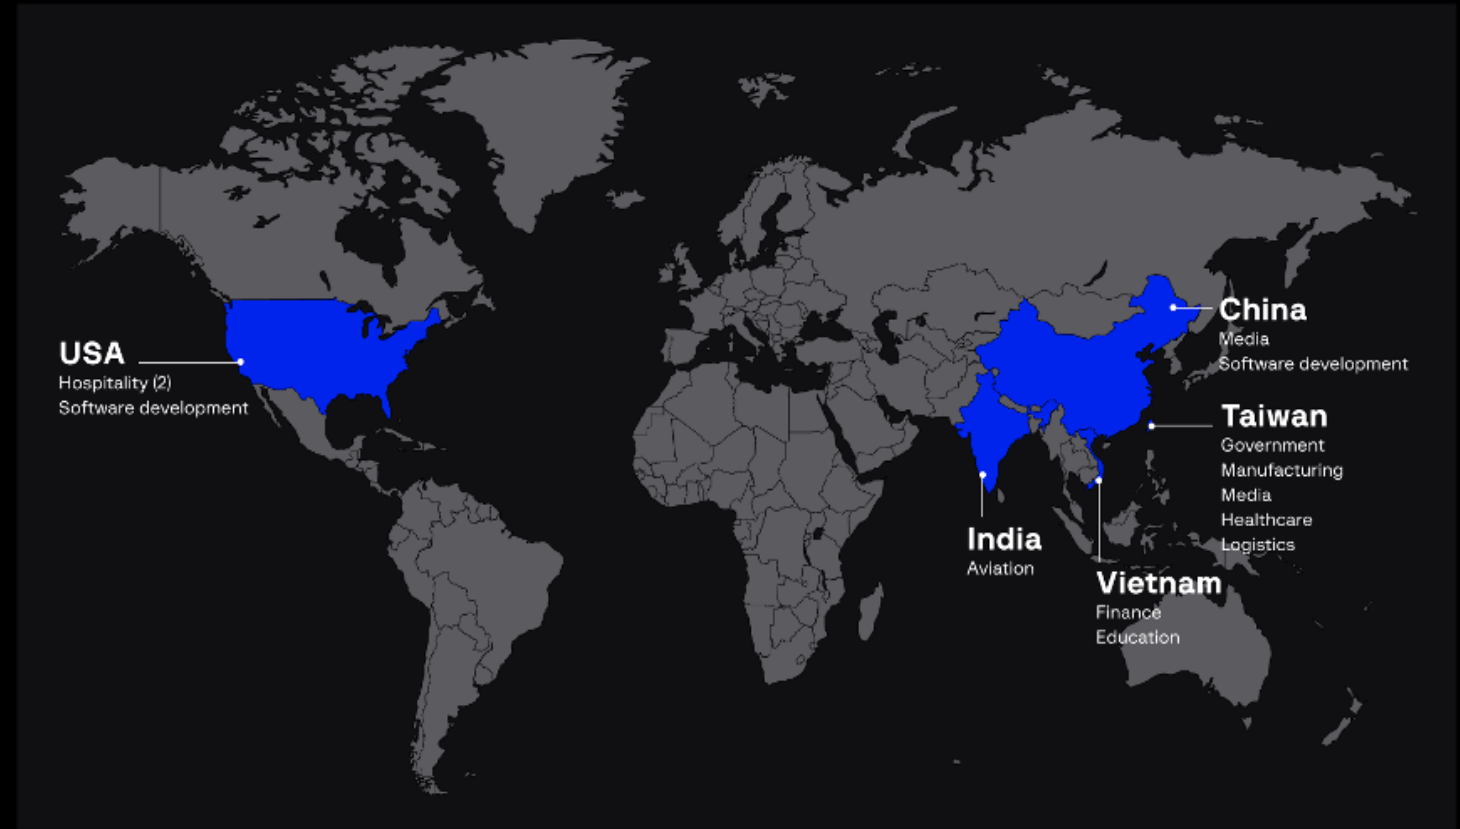 USA
Hospitality (2)
Software development
China
Media
Software development
Taiwan
Government
Manufacturing
Media
Healthcare
Logistics
India
Aviation
Vietnam
Finance
Education